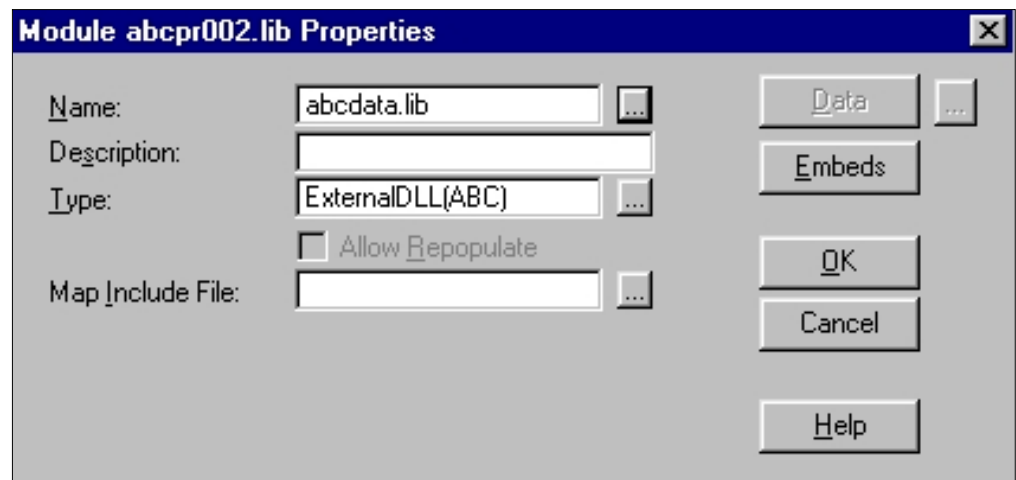 Module abcpr002.lib Properties
Name: abcdata.lib ... Data ...
Description:
Embeds
Type: ExternalDLL(ABC) ...
Allow Repopulate
OK
Map Include File: ...
Cancel
Help